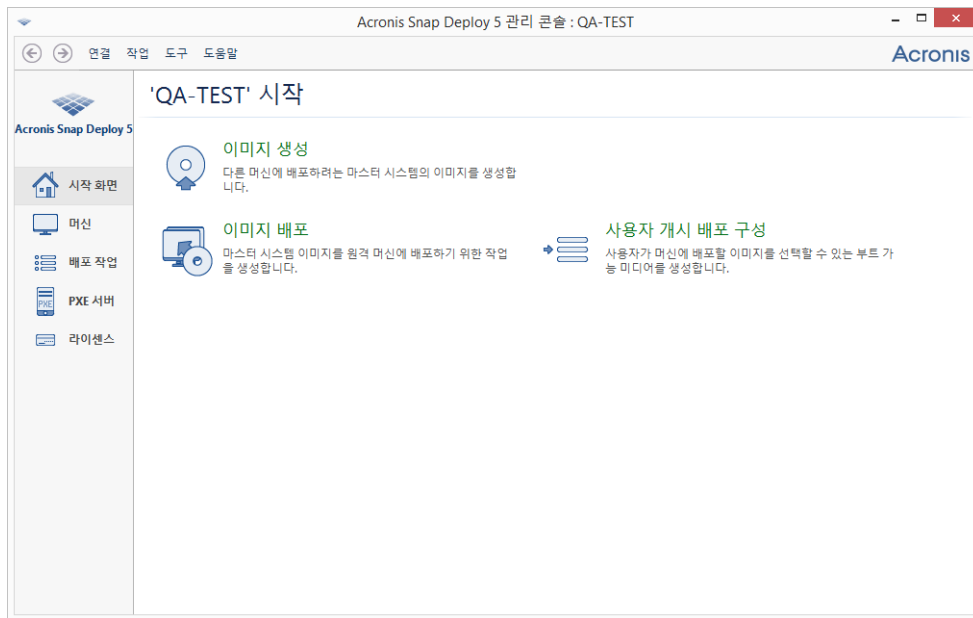 Acronis Snap Deploy 5 관리 콘솔 : QA-TEST
연결 작업 도구 도움말
Acronis
Acronis Snap Deploy 5
시작 화면
머신
배포 작업
PXE
PXE 서버
라이센스
'QA-TEST' 시작
이미지 생성
다른 머신에 배포하려는 마스터 시스템의 이미지를 생성합
니다.
이미지 배포
마스터 시스템 이미지를 원격 머신에 배포하기 위한 작업
을 생성합니다.
사용자 개시 배포 구성
사용자가 머신에 배포할 이미지를 선택할 수 있는 부트 가
능 미디어를 생성합니다.